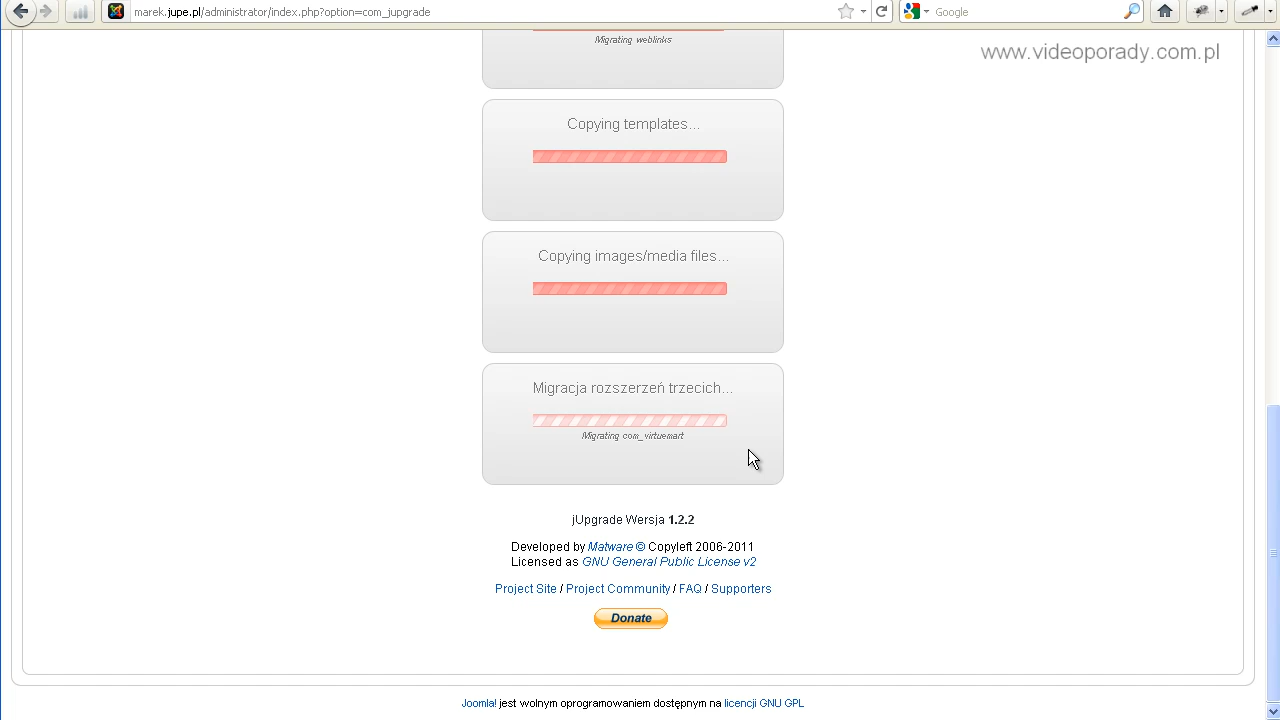 marek.jupe.pl/administrator/index.php?option=com_jupgrade
Google
www.videoporady.com.pl
Migrating weblinks
Copying templates...
Copying images/media files...
Migracja rozszerzeń trzecich...
Migrating com_virtuemart
jUpgrade Wersja 1.2.2
Developed by Matware © Copyleft 2006-2011
Licensed as GNU General Public License v2
Project Site / Project Community / FAQ / Supporters
Donate
Joomla! jest wolnym oprogramowaniem dostępnym na licencji GNU GPL